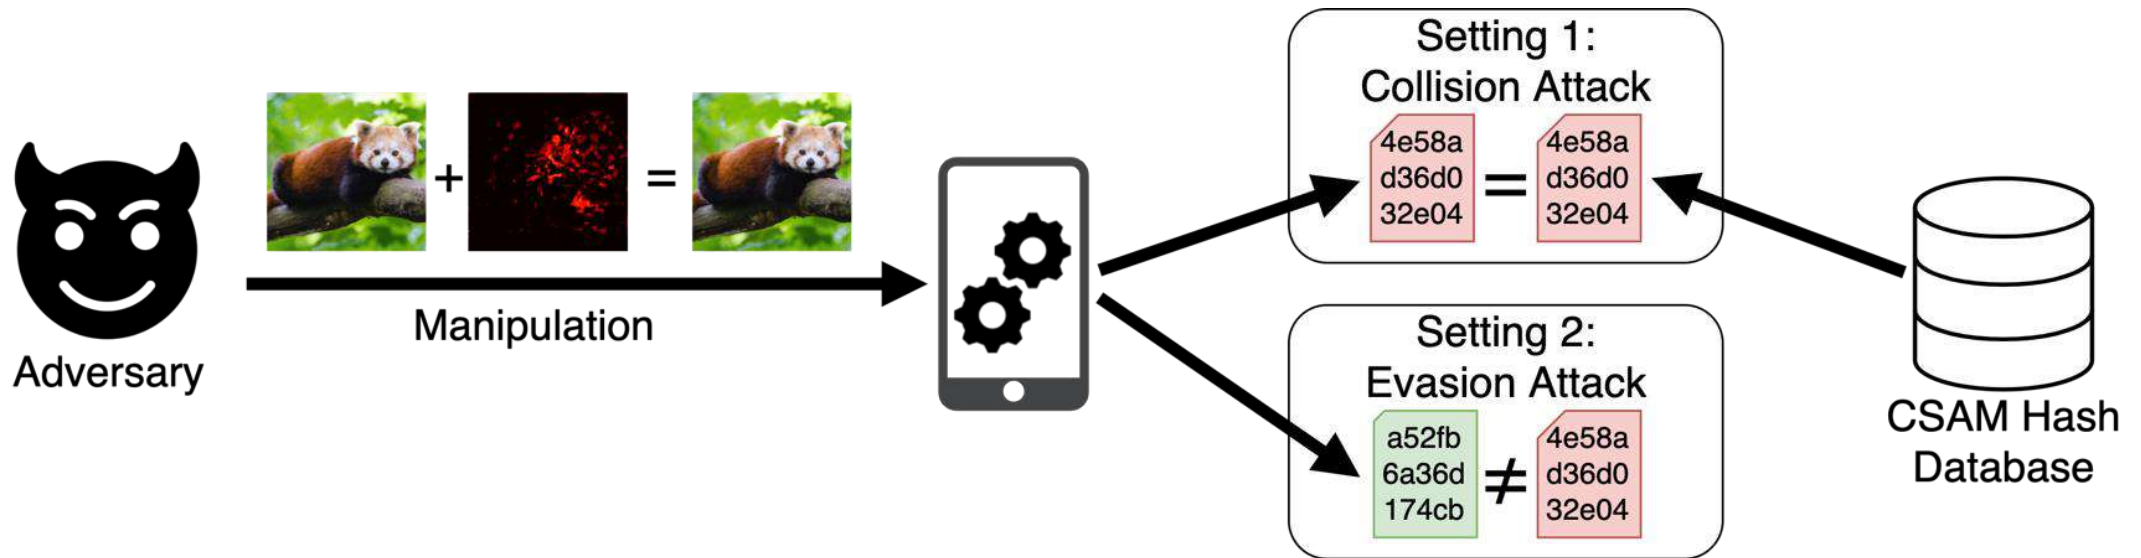 Adversary
+
=
Manipulation
Setting 1:
Collision Attack
4e58a
d36d0
32e04
=
4e58a
d36d0
32e04
Setting 2:
Evasion Attack
a52fb
6a36d
174cb
≠
4e58a
d36d0
32e04
CSAM Hash
Database